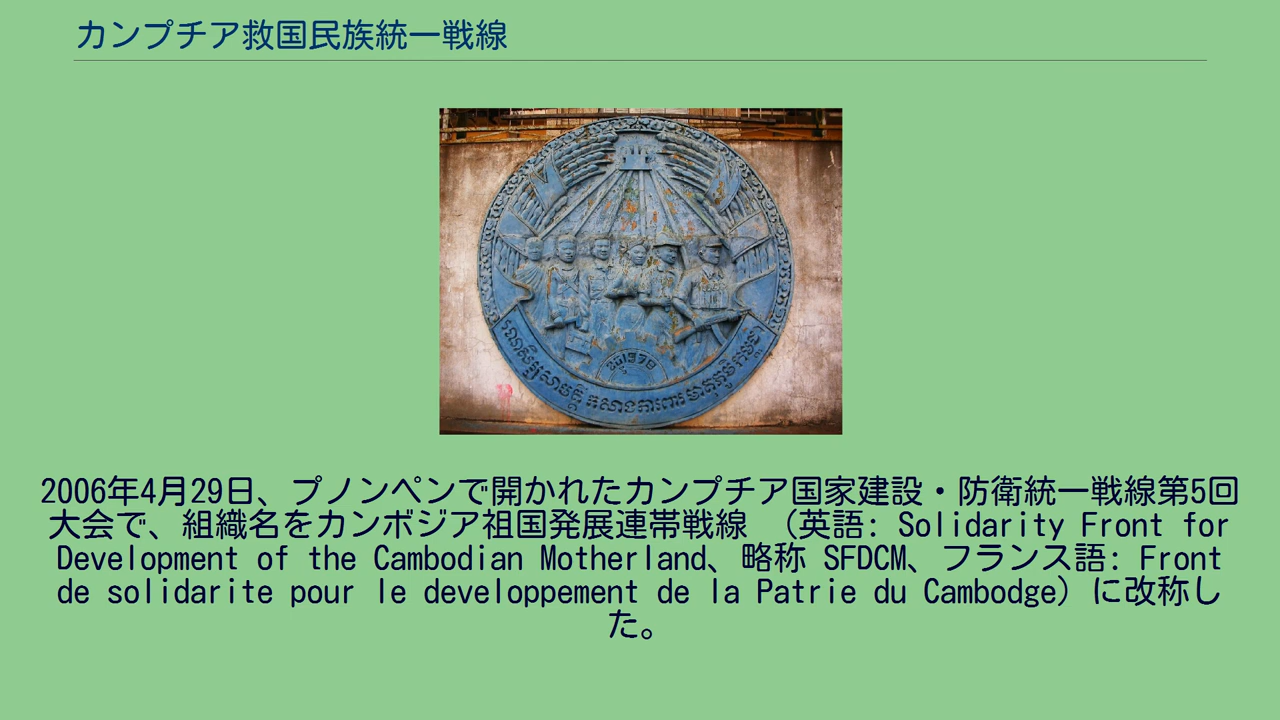 カンプチア救国民族統一戦線
2006年4月29日、プノンペンで開かれたカンプチア国家建設・防衛統一戦線第5回
大会で、組織名をカンボジア祖国発展連帯戦線 （英語: Solidarity Front for
Development of the Cambodian Motherland、略称 SFDCM、フランス語: Front
de solidarite pour le developpement de la Patrie du Cambodge）に改称し
た。